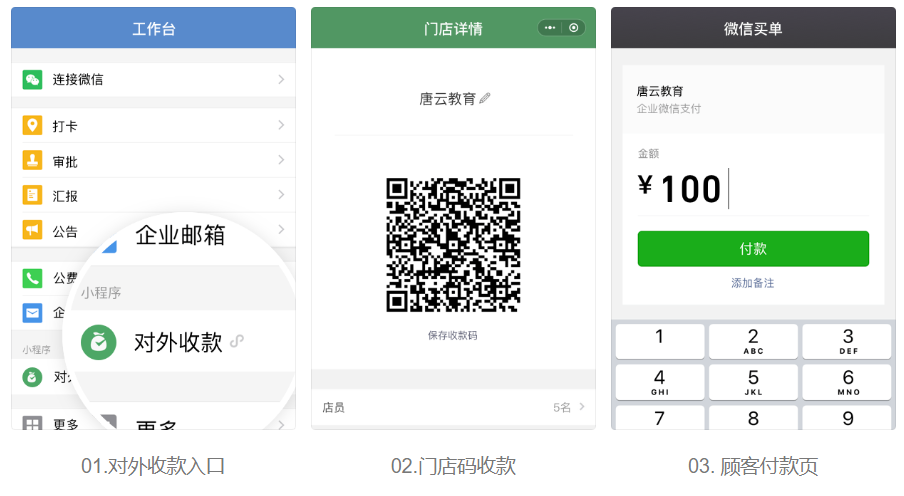 工作台
连接微信
打卡
审批
汇报
公告
企业邮箱
公费
小程序
企
小程序
对外收款
对
更多
更多
01.对外收款入口
门店详情
唐云教育
保存收款码
店员
5名
02.门店码收款
微信买单
唐云教育
企业微信支付
金额
¥100
付款
添加备注
1
2
ABC
3
DEF
4
GHI
5
JKL
6
MNO
7
8
9
03. 顾客付款页